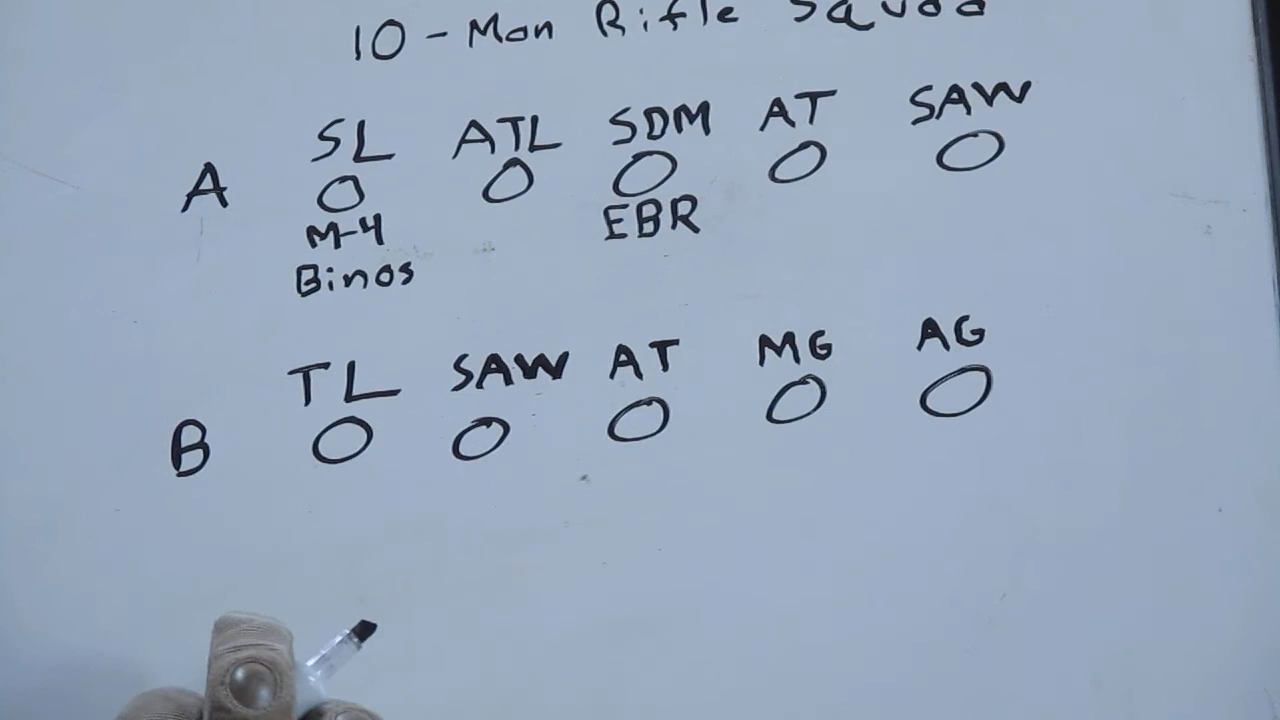 10-Man Rifle Squad
SL ATL SDM AT SAW
A
M-4 EBR
Binos
TL SAW AT MG AG
B